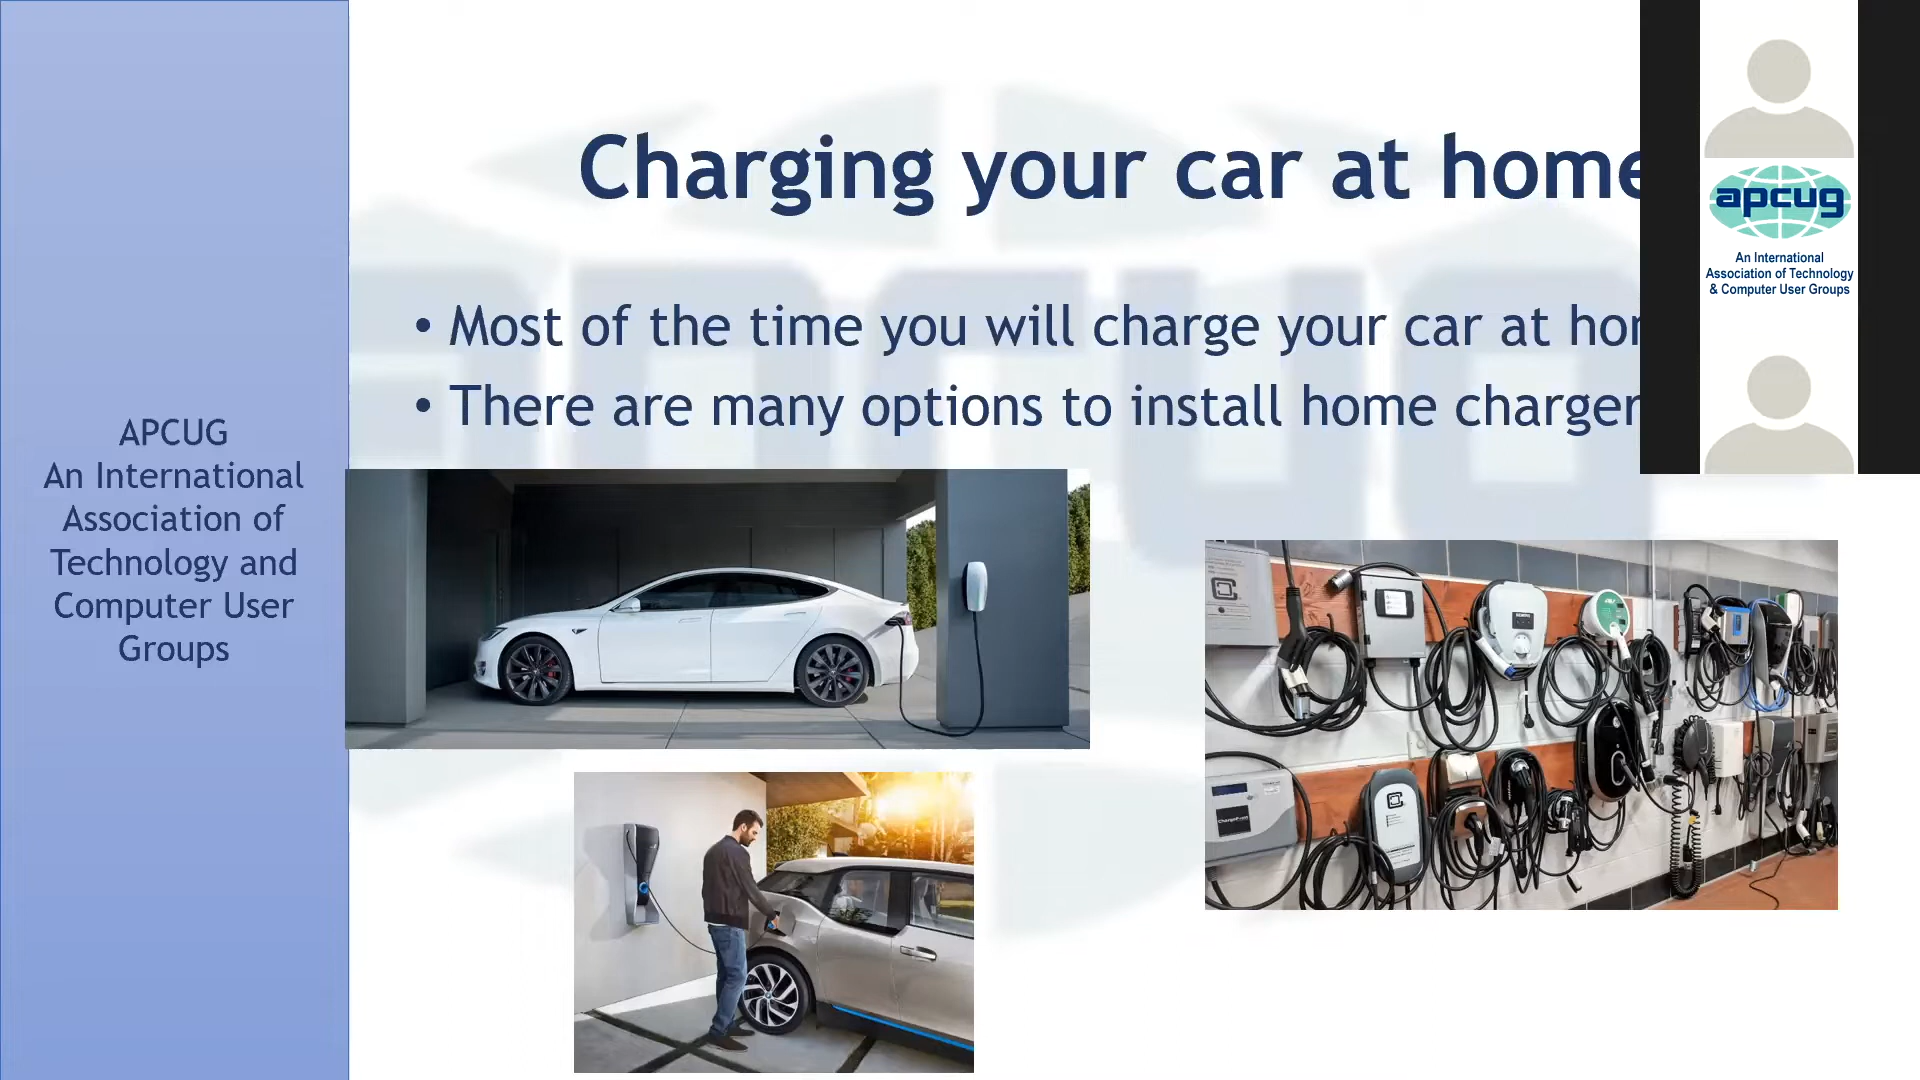 Charging your car at home
• Most of the time you will charge your car at hor
• There are many options to install home charger
APCUG
An International
Association of
Technology and
Computer User
Groups
apcug
An International
Association of Technology
& Computer User Groups